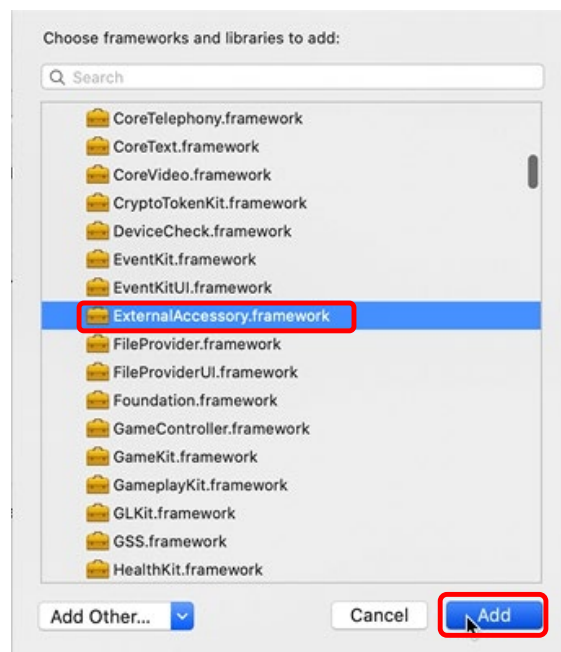 Choose frameworks and libraries to add:
Search
CoreTelephony.framework
CoreText.framework
CoreVideo.framework
CryptoTokenKit.framework
DeviceCheck.framework
EventKit.framework
EventKitUI.framework
ExternalAccessory.framework
FileProvider.framework
FileProviderUI.framework
Foundation.framework
GameController.framework
GameKit.framework
GameplayKit.framework
GLKit.framework
GSS.framework
HealthKit.framework
Add Other... Cancel Add